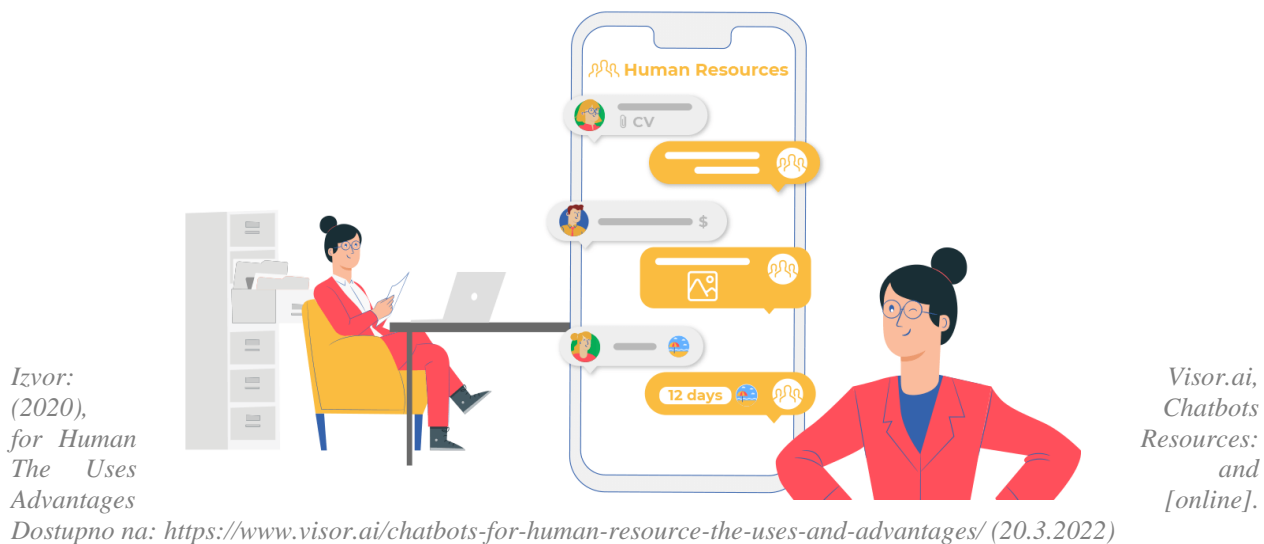 Human Resources
CV
$
12 days
Izvor: Visor.ai,
(2020), Chatbots
for Human Resources:
The Uses and
Advantages [online].
Dostupno na: https://www.visor.ai/chatbots-for-human-resource-the-uses-and-advantages/ (20.3.2022)